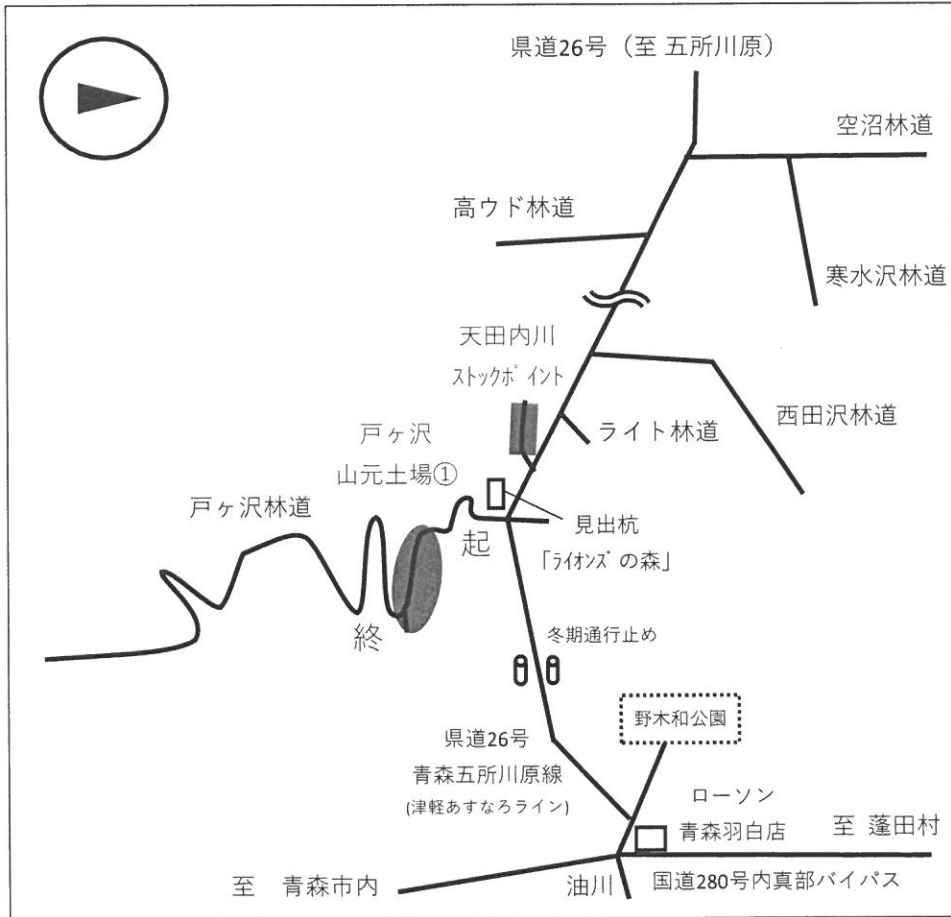 県道26号（至 五所川原）
空沼林道
高ウド林道
寒水沢林道
天田内川
ストックポイント
西田沢林道
ライト林道
戸ヶ沢
山元土場①
戸ヶ沢林道
起
見出杭
「ライオンズの森」
終
冬期通行止め
野木和公園
県道26号
青森五所川原線
(津軽あすなろライン)
ローソン
青森羽白店
至 蓬田村
至 青森市内
油川
国道280号内真部バイパス